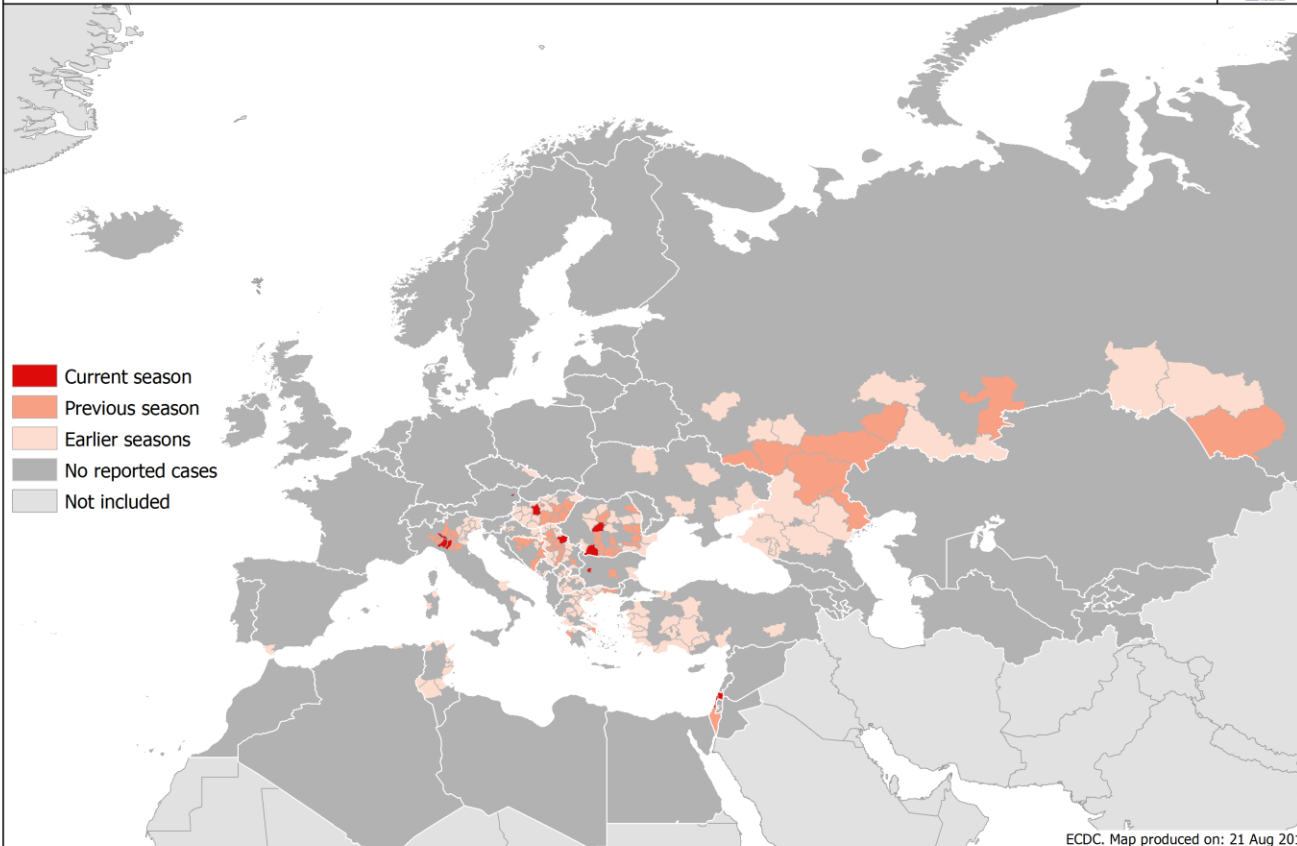 Current season
Previous season
Earlier seasons
No reported cases
Not included
ECDC. Map produced on: 21 Aug